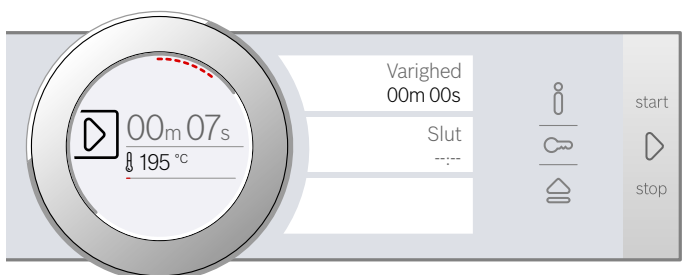 00m 07s
195 °C
Varighed
00m 00s
Slut
--:--
start
stop